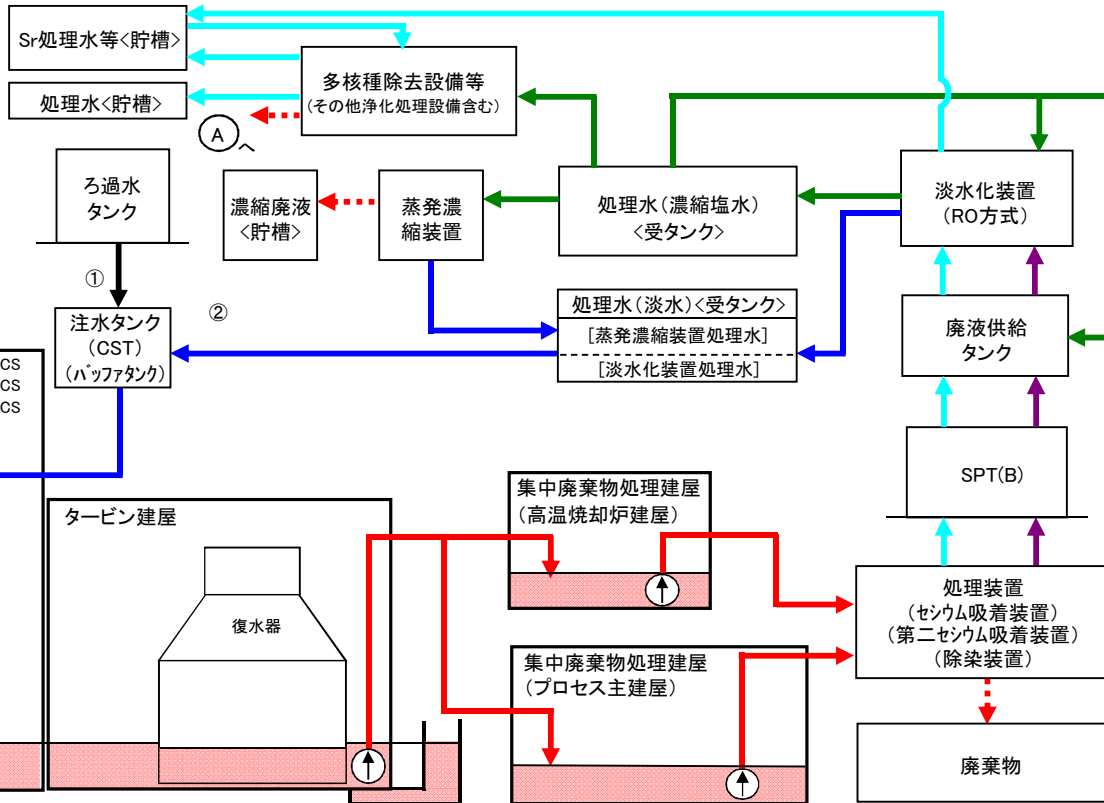 Sr処理水等<貯槽>
処理水<貯槽>
多核種除去設備等
(その他浄化処理設備含む)
A
へ
ろ過水
タンク
濃縮廃液
<貯槽>
蒸発濃
縮装置
処理水(濃縮塩水)
<受タンク>
淡水化装置
(RO方式)
①
②
注水タンク
(CST)
(バッファタンク)
処理水(淡水)<受タンク>
[蒸発濃縮装置処理水]
[淡水化装置処理水]
廃液供給
タンク
CS
CS
CS
SPT(B)
タービン建屋
復水器
集中廃棄物処理建屋
(高温焼却炉建屋)
集中廃棄物処理建屋
(プロセス主建屋)
処理装置
(セシウム吸着装置)
(第二セシウム吸着装置)
(除染装置)
廃棄物